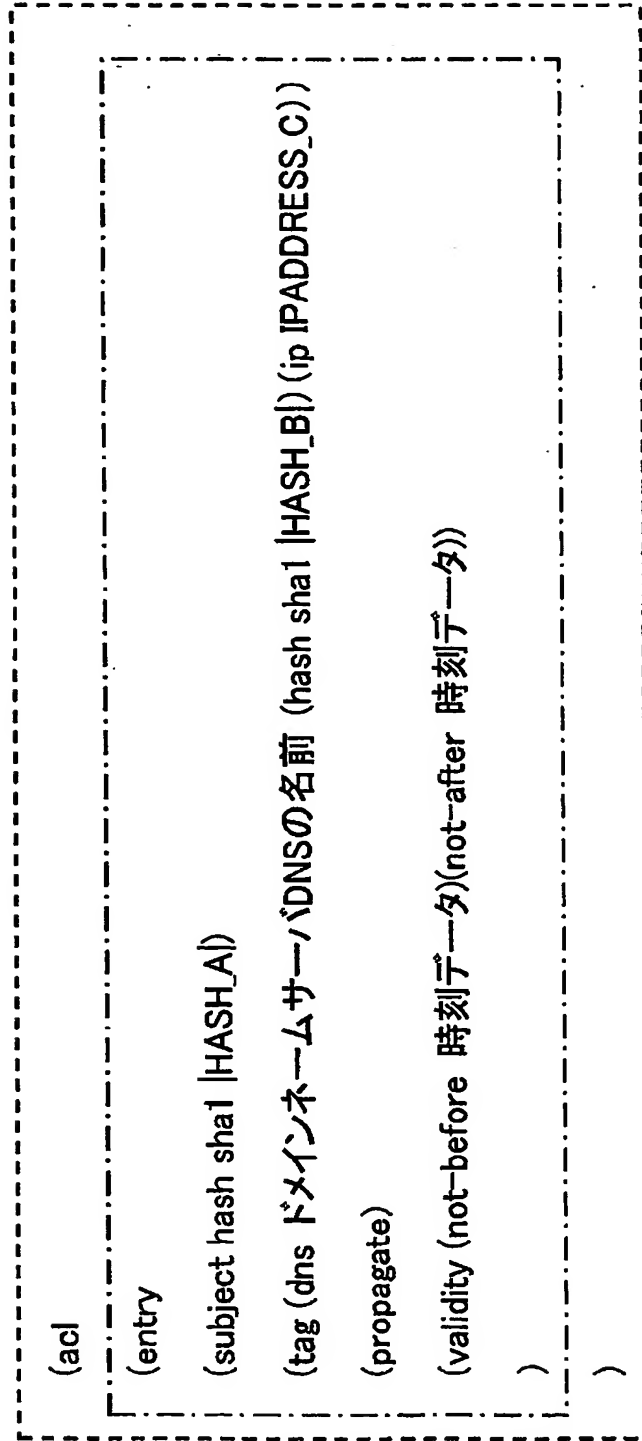 (acl
(entry
(subject hash sha1 |HASH_A|)
(tag (dns ドメインネームサーバDNSの名前 (hash sha1 |HASH_B|) (ip IPADDRESS_C))
(propagate)
(validity (not-before 時刻データ)(not-after 時刻データ))
)
)